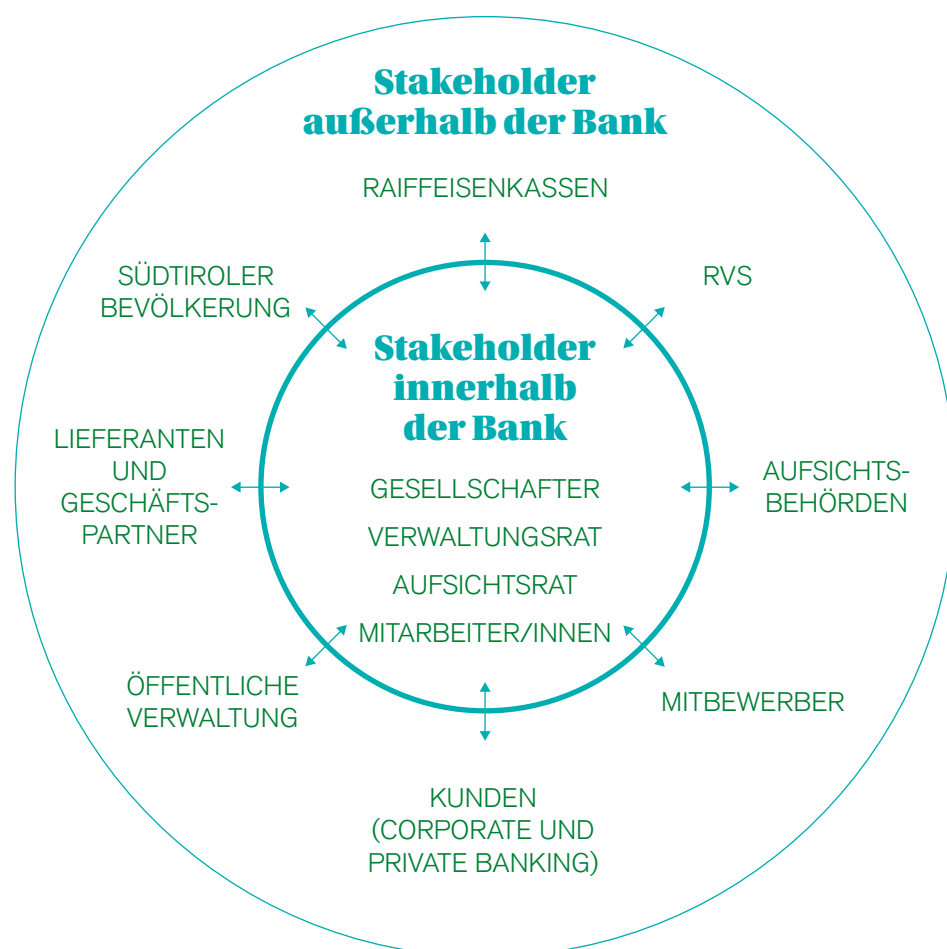 Stakeholder
außerhalb der Bank
RAIFFEISENKASSEN
SÜDTIROLER
BEVÖLKERUNG
RVS
Stakeholder
innerhalb
der Bank
LIEFERANTEN
UND
GESCHÄFTS-
PARTNER
GESELLSCHAFTER
VERWALTUNGSRAT
AUFSICHTSRAT
MITARBEITER/INNEN
AUFSICHTS-
BEHÖRDEN
ÖFFENTLICHE
VERWALTUNG
MITBEWERBER
KUNDEN
(CORPORATE UND
PRIVATE BANKING)